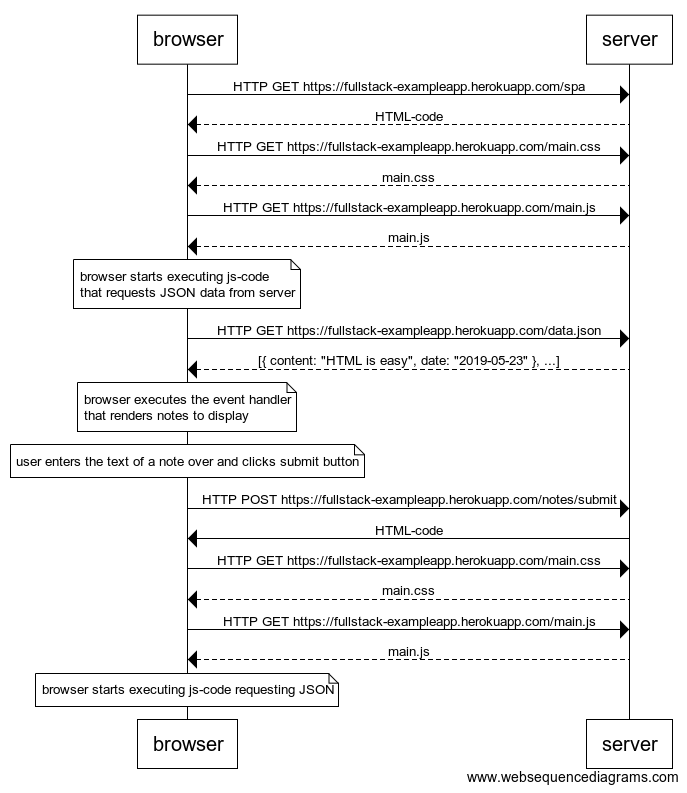 browser
server
HTTP GET https://fullstack-exampleapp.herokuapp.com/spa
HTML-code
HTTP GET https://fullstack-exampleapp.herokuapp.com/main.css
main.css
HTTP GET https://fullstack-exampleapp.herokuapp.com/main.js
main.js
browser starts executing js-code
that requests JSON data from server
HTTP GET https://fullstack-exampleapp.herokuapp.com/data.json
[{ content: "HTML is easy", date: "2019-05-23" }, ...]
browser executes the event handler
that renders notes to display
user enters the text of a note over and clicks submit button
HTTP POST https://fullstack-exampleapp.herokuapp.com/notes/submit
HTML-code
HTTP GET https://fullstack-exampleapp.herokuapp.com/main.css
main.css
HTTP GET https://fullstack-exampleapp.herokuapp.com/main.js
main.js
browser starts executing js-code requesting JSON
browser
server
www.websequencediagrams.com